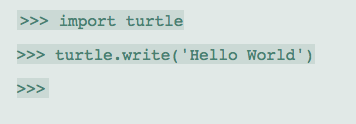 >>> import turtle
>>> turtle.write('Hello World')
>>>